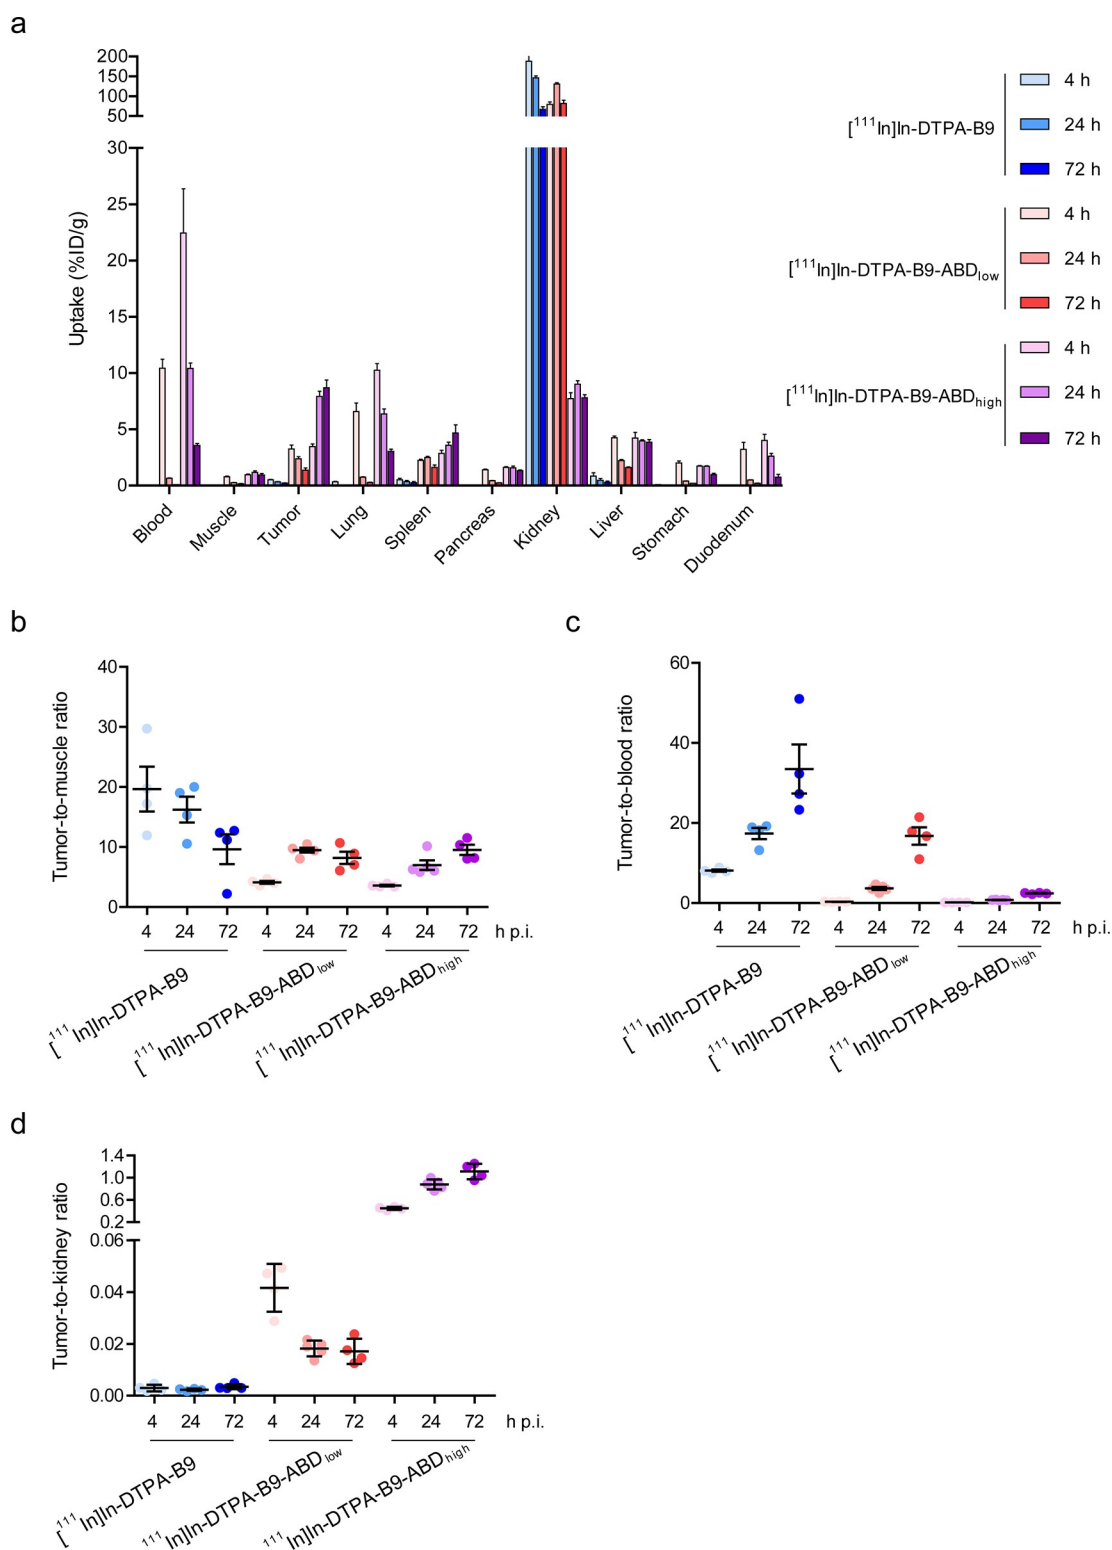 a
200
150
100
50
30
25
20
15
10
5
0
Uptake (%ID/g)
Blood
Muscle
Tumor
Lung
Spleen
Pancreas
Kidney
Liver
Stomach
Duodenum
[111In]In-DTPA-B9
4 h
24 h
72 h
[111In]In-DTPA-B9-ABDlow
4 h
24 h
72 h
[111In]In-DTPA-B9-ABDhigh
4 h
24 h
72 h
b
Tumor-to-muscle ratio
40
30
20
10
0
4 24 72 4 24 72 4 24 72 h p.i.
[111In]In-DTPA-B9
[111In]In-DTPA-B9-ABDlow
[111In]In-DTPA-B9-ABDhigh
c
Tumor-to-blood ratio
60
40
20
0
4 24 72 4 24 72 4 24 72 h p.i.
[111In]In-DTPA-B9
[111In]In-DTPA-B9-ABDlow
[111In]In-DTPA-B9-ABDhigh
d
Tumor-to-kidney ratio
1.4
1.0
0.6
0.2
0.06
0.04
0.02
0.00
4 24 72 4 24 72 4 24 72 h p.i.
[111In]In-DTPA-B9
111In]In-DTPA-B9-ABDlow
111In]In-DTPA-B9-ABDhigh